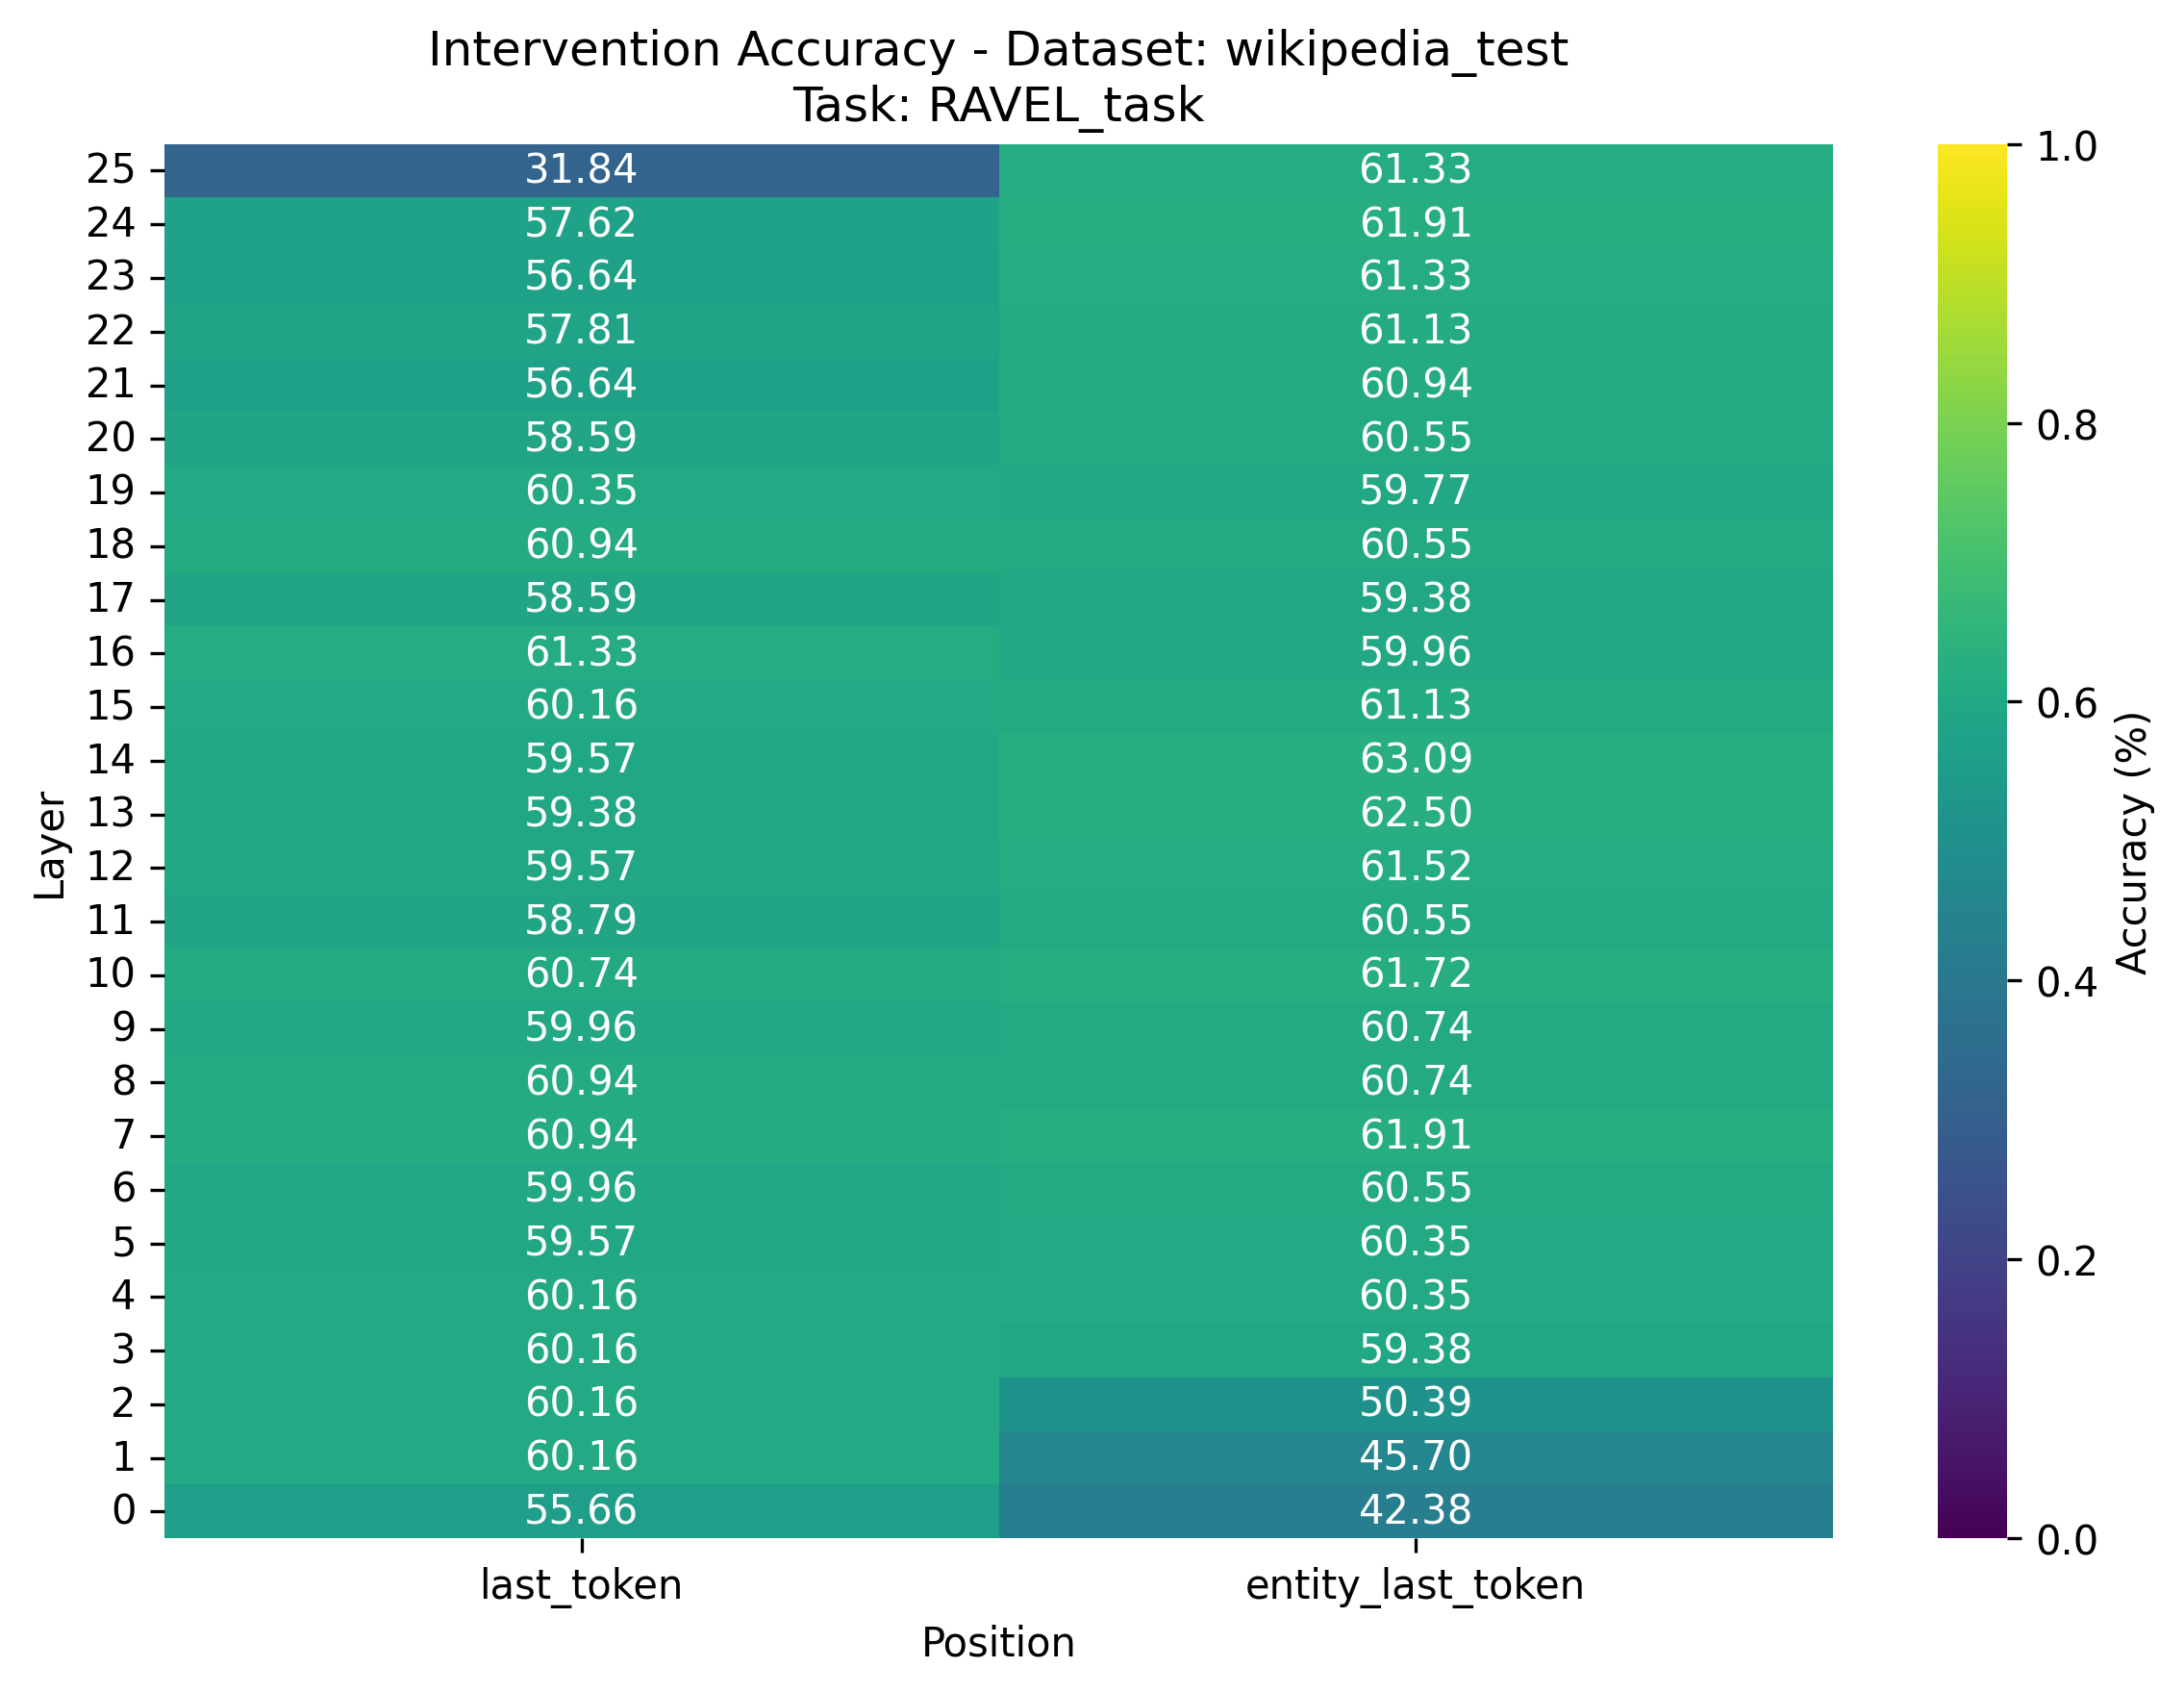 Intervention Accuracy - Dataset: wikipedia_test
Task: RAVEL_task
25 31.84 61.33
24 57.62 61.91
23 56.64 61.33
22 57.81 61.13
21 56.64 60.94
20 58.59 60.55
19 60.35 59.77
18 60.94 60.55
17 58.59 59.38
16 61.33 59.96
15 60.16 61.13
14 59.57 63.09
13 59.38 62.50
12 59.57 61.52
11 58.79 60.55
10 60.74 61.72
9 59.96 60.74
8 60.94 60.74
7 60.94 61.91
6 59.96 60.55
5 59.57 60.35
4 60.16 60.35
3 60.16 59.38
2 60.16 50.39
1 60.16 45.70
0 55.66 42.38
Layer
last_token entity_last_token
Position
1.0
0.8
0.6
0.4
0.2
0.0
Accuracy (%)